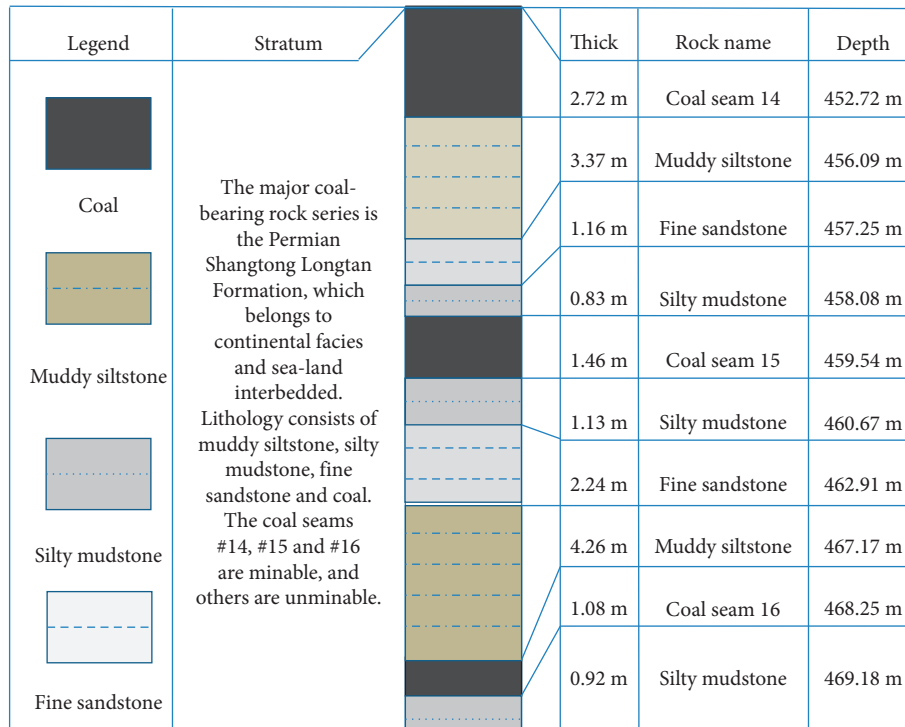 Legend
Stratum
Thick
Rock name
Depth
Coal
Muddy siltstone
Silty mudstone
Fine sandstone
The major coal-
bearing rock series is
the Permian
Shangtong Longtan
Formation, which
belongs to
continental facies
and sea-land
interbedded.
Lithology consists of
muddy siltstone, silty
mudstone, fine
sandstone and coal.
The coal seams
#14, #15 and #16
are minable, and
others are unminable.
2.72 m Coal seam 14 452.72 m
3.37 m Muddy siltstone 456.09 m
1.16 m Fine sandstone 457.25 m
0.83 m Silty mudstone 458.08 m
1.46 m Coal seam 15 459.54 m
1.13 m Silty mudstone 460.67 m
2.24 m Fine sandstone 462.91 m
4.26 m Muddy siltstone 467.17 m
1.08 m Coal seam 16 468.25 m
0.92 m Silty mudstone 469.18 m